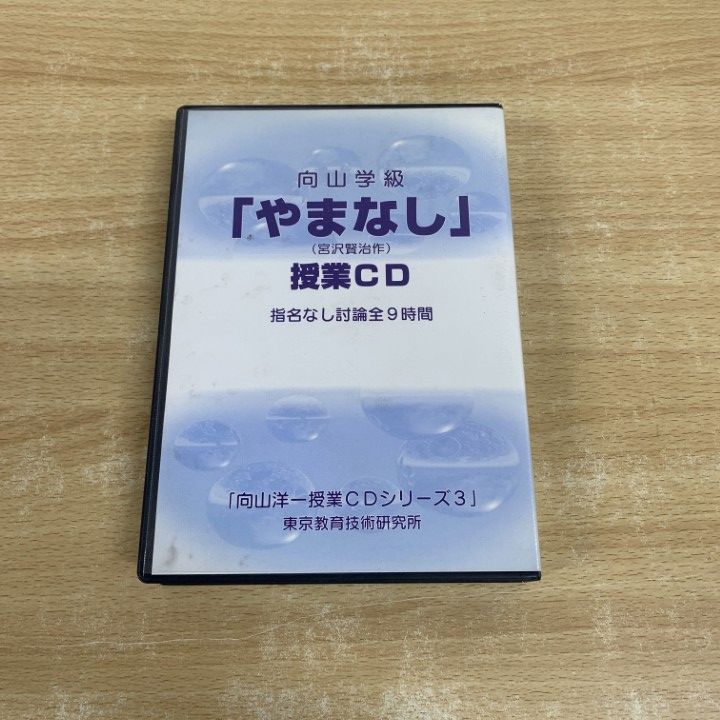 向山学級
「やまなし」
（宮沢賢治作）
授業ＣＤ
指名なし討論全９時間
「向山洋一授業ＣＤシリーズ３」
東京教育技術研究所